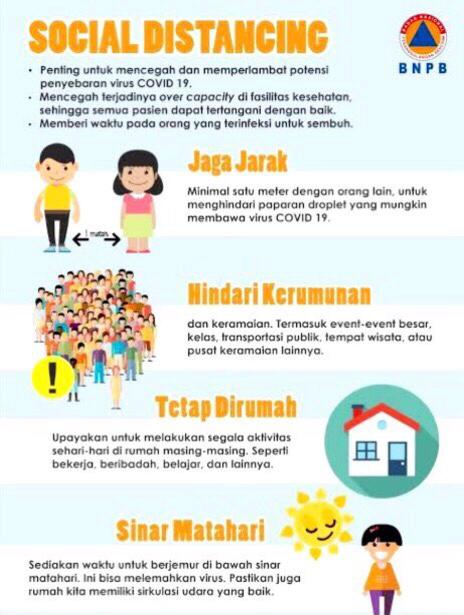 SOCIAL DISTANCING
BNPB
• Penting untuk mencegah dan memperlambat potensi
penyebaran virus COVID 19.
• Mencegah terjadinya over capacity di fasilitas kesehatan,
sehingga semua pasien dapat tertangani dengan baik.
• Memberi waktu pada orang yang terinfeksi untuk sembuh.
Jaga Jarak
Minimal satu meter dengan orang lain, untuk
menghindari paparan droplet yang mungkin
membawa virus COVID 19.
Hindari Kerumunan
dan keramaian. Termasuk event-event besar,
kelas, transportasi publik, tempat wisata, atau
pusat keramaian lainnya.
!
Tetap Dirumah
Upayakan untuk melakukan segala aktivitas
sehari-hari di rumah masing-masing. Seperti
bekerja, beribadah, belajar, dan lainnya.
Sinar Matahari
Sediakan waktu untuk berjemur di bawah sinar
matahari. Ini bisa melemahkan virus. Pastikan juga
rumah kita memiliki sirkulasi udara yang baik.